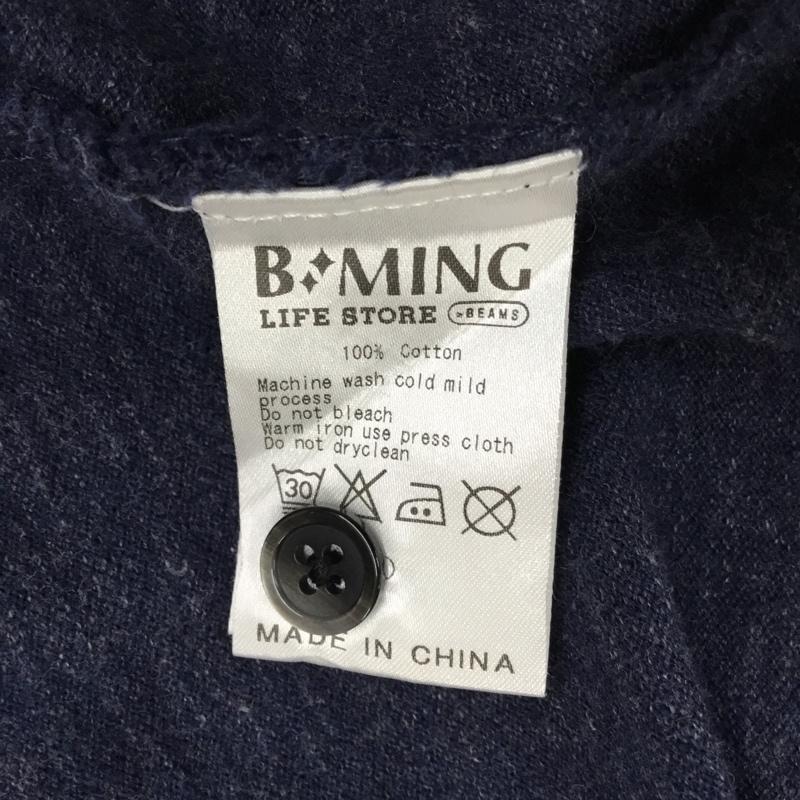 B MING
LIFE STORE BEAMS
100% Cotton
Machine wash cold mild
process
Do not bleach
Warm iron use press cloth
Do not dryclean
30
MADE IN CHINA